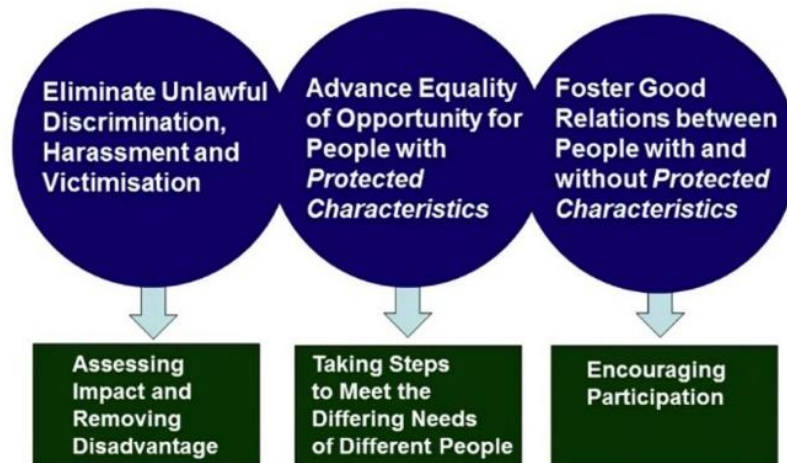 Eliminate Unlawful
Discrimination,
Harassment and
Victimisation
Advance Equality
of Opportunity for
People with
Protected
Characteristics
Foster Good
Relations between
People with and
without Protected
Characteristics
Assessing
Impact and
Removing
Disadvantage
Taking Steps
to Meet the
Differing Needs
of Different People
Encouraging
Participation